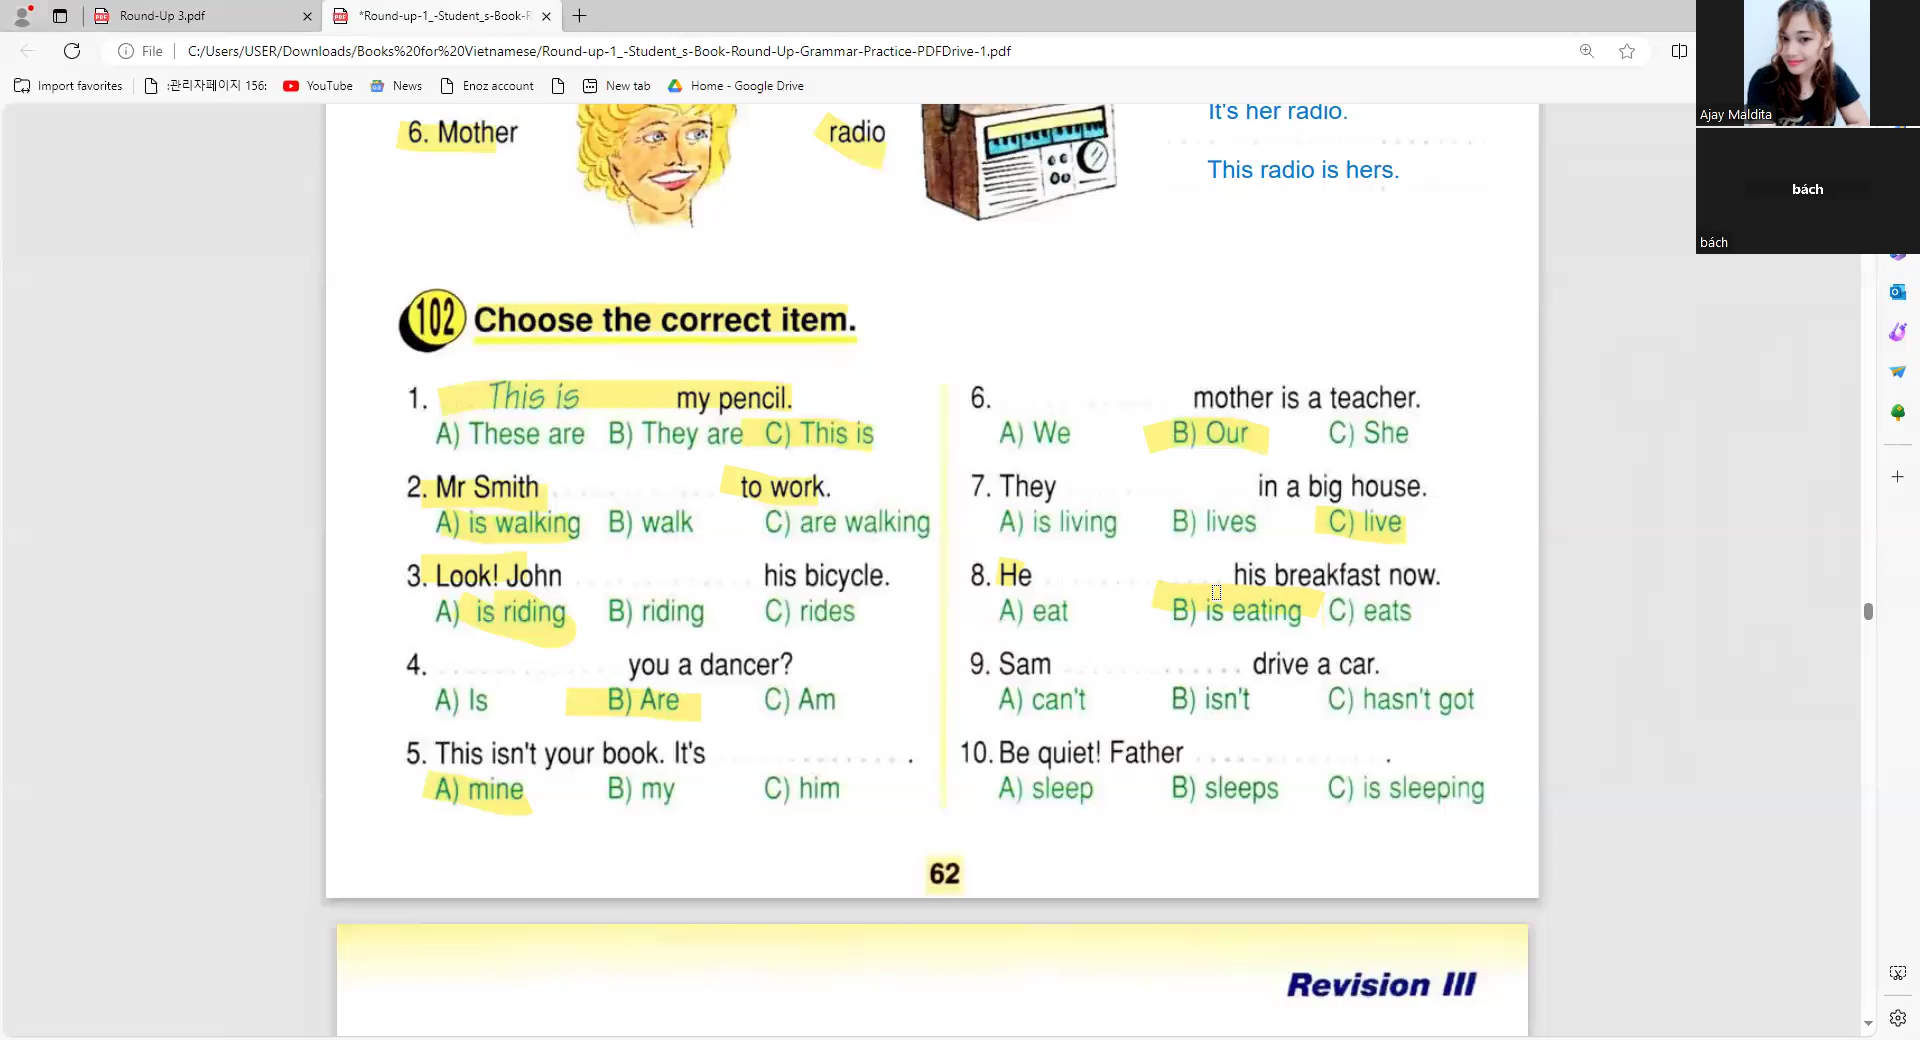 Round-Up 3.pdf
*Round-up-1_-Student_s-Book-R
File
C:/Users/USER/Downloads/Books%20for%20Vietnamese/Round-up-1_-Student_s-Book-Round-Up-Grammar-Practice-PDFDrive-1.pdf
Import favorites
:관리자페이지 156:
YouTube
News
Enoz account
New tab
Home - Google Drive
Ajay Maldita
bách
bách
6. Mother
radio
It's her radio.
This radio is hers.
102 Choose the correct item.
1. This is my pencil.
A) These are B) They are C) This is
2. Mr Smith to work.
A) is walking B) walk C) are walking
3. Look! John his bicycle.
A) is riding B) riding C) rides
4. you a dancer?
A) Is B) Are C) Am
5. This isn't your book. It's .
A) mine B) my C) him
6. mother is a teacher.
A) We B) Our C) She
7. They in a big house.
A) is living B) lives C) live
8. He his breakfast now.
A) eat B) is eating C) eats
9. Sam drive a car.
A) can't B) isn't C) hasn't got
10. Be quiet! Father .
A) sleep B) sleeps C) is sleeping
62
Revision III